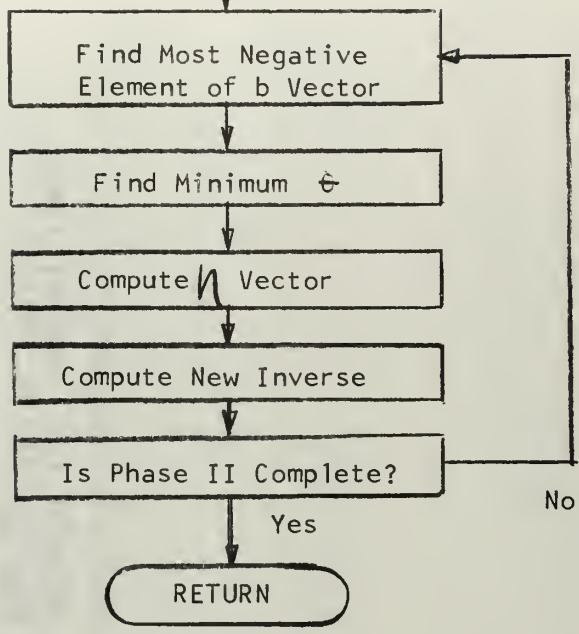 Find Most Negative
Element of b Vector
Find Minimum θ
Compute η Vector
Compute New Inverse
Is Phase II Complete?
No
Yes
RETURN